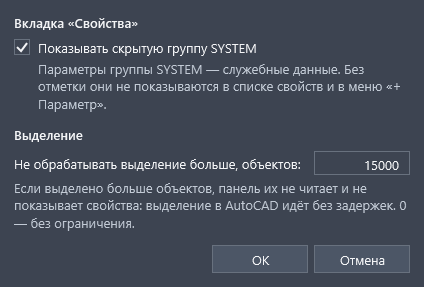 Вкладка «Свойства»
Показывать скрытую группу SYSTEM
Параметры группы SYSTEM — служебные данные. Без
отметки они не показываются в списке свойств и в меню «+
Параметр».
Выделение
Не обрабатывать выделение больше, объектов: 15000
Если выделено больше объектов, панель их не читает и не
показывает свойства: выделение в AutoCAD идёт без задержек. 0
— без ограничения.
ОК Отмена